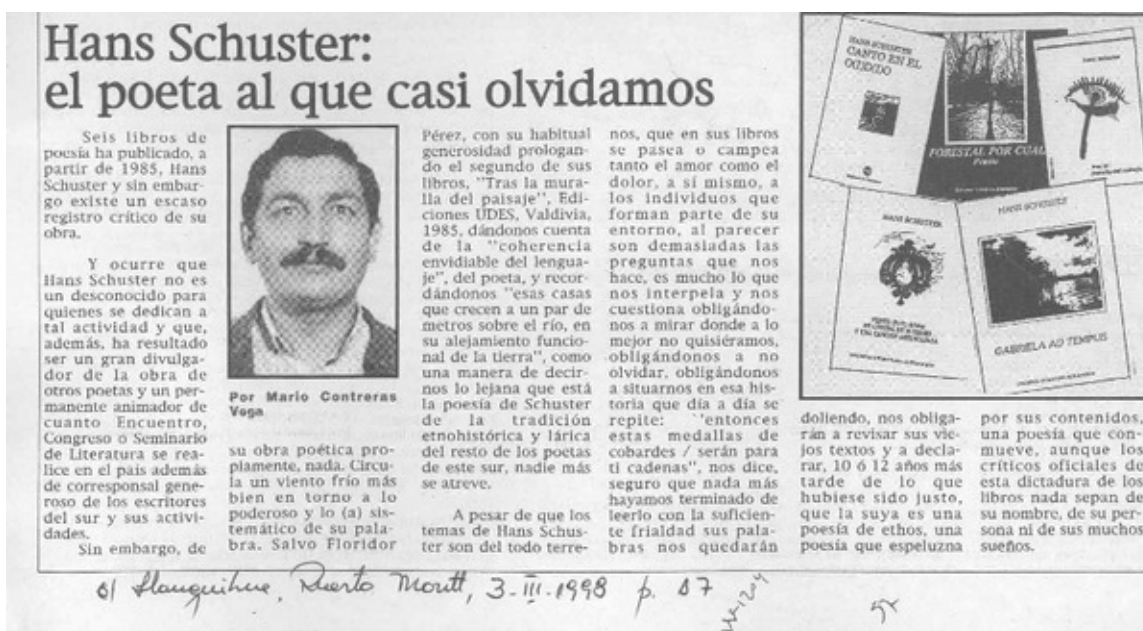 Hans Schuster:
el poeta al que casi olvidamos
Seis libros de
poesía ha publicado, a
partir de 1985, Hans
Schuster y sin embar-
go existe un escaso
registro crítico de su
obra.
Y ocurre que
Hans Schuster no es
un desconocido para
quienes se dedican a
tal actividad y que,
además, ha resultado
ser un gran divulga-
dor de la obra de
otros poetas y un per-
manente animador de
cuanto Encuentro,
Congreso o Seminario
de Literatura se rea-
lice en el país además
de corresponsal gene-
roso de los escritores
del sur y sus activi-
dades.
Sin embargo, de
Por Mario Contreras
Vega
su obra poética pro-
piamente, nada. Circu-
la un viento frío más
bien en torno a lo
poderoso y lo (a) sis-
temático de su pala-
bra. Salvo Floridor
Pérez, con su habitual
generosidad prologan-
do el segundo de sus
libros, "Tras la mura-
lla del paisaje", Edi-
ciones UDES, Valdivia,
1985, dándonos cuenta
de la "coherencia
envidiable del lengua-
je", del poeta, y recor-
dándonos "esas casas
que crecen a un par de
metros sobre el río, en
su alejamiento funcio-
nal de la tierra", como
una manera de decir-
nos lo lejana que está
la poesía de Schuster
de la tradición
etnohistórica y lárica
del resto de los poetas
de este sur, nadie más
se atreve.
A pesar de que los
temas de Hans Schus-
ter son del todo terre-
nos, que en sus libros
se pasea o campea
tanto el amor como el
dolor, a sí mismo, a
los individuos que
forman parte de su
entorno, al parecer
son demasiadas las
preguntas que nos
hace, es mucho lo que
nos interpela y nos
cuestiona obligándo-
nos a mirar donde a lo
mejor no quisiéramos,
obligándonos a no
olvidar, obligándonos
a situarnos en esa his-
toria que día a día se
repite: "entonces
estas medallas de
cobardes / serán para
ti cadenas", nos dice,
seguro que nada más
hayamos terminado de
leerlo con la suficien-
te frialdad sus pala-
bras nos quedarán
HANS SCHUSTER
CANTO EN EL
FORESTAL POR CUAL
HANS SCHUSTER
HANS SCHUSTER
GABRIELA AD TEMPUS
doliendo, nos obliga-
rán a revisar sus vie-
jos textos y a decla-
rar, 10 ó 12 años más
tarde de lo que
hubiese sido justo,
que la suya es una
poesía de ethos, una
poesía que espeluzna
por sus contenidos,
una poesía que con-
mueve, aunque los
críticos oficiales de
esta dictadura de los
libros nada sepan de
su nombre, de su per-
sona ni de sus muchos
sueños.
El Llanquihue, Puerto Montt, 3-III-1998 p. A7